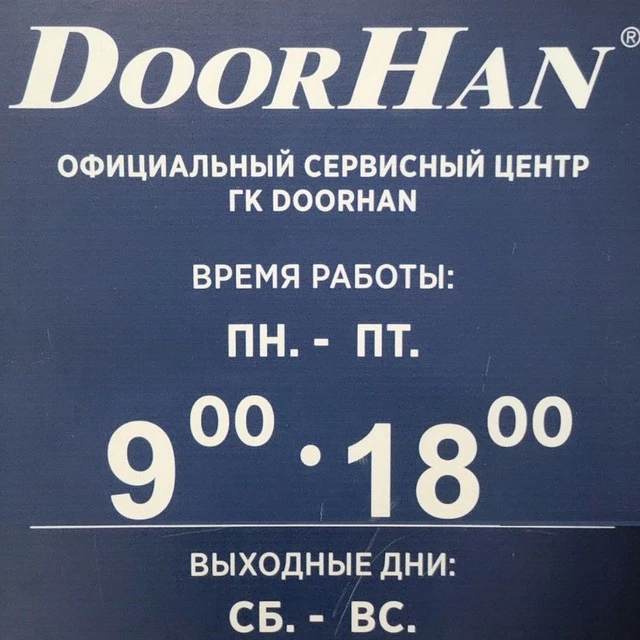 DOORHAN®
ОФИЦИАЛЬНЫЙ СЕРВИСНЫЙ ЦЕНТР
ГК DOORHAN
ВРЕМЯ РАБОТЫ:
ПН. - ПТ.
9⁰⁰ · 18⁰⁰
ВЫХОДНЫЕ ДНИ:
СБ. - ВС.